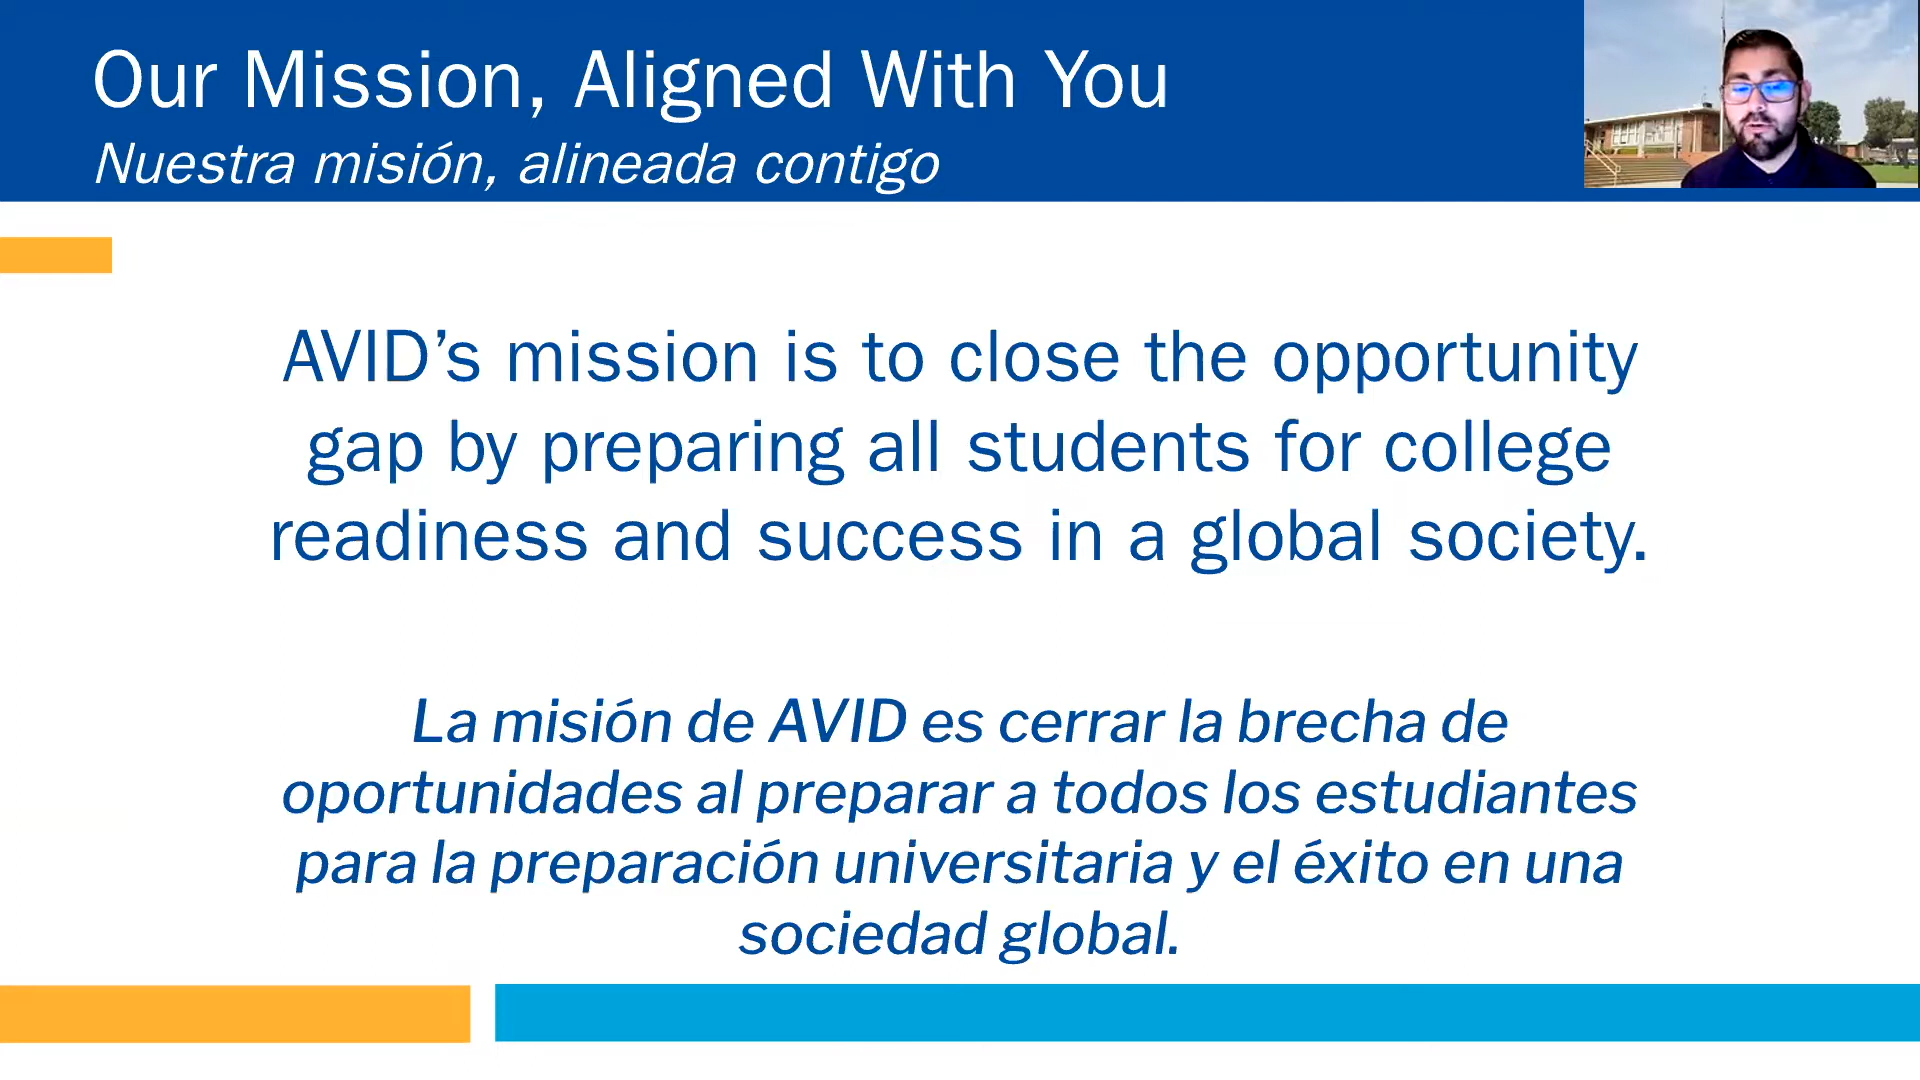 Our Mission, Aligned With You
Nuestra misión, alineada contigo
AVID’s mission is to close the opportunity
gap by preparing all students for college
readiness and success in a global society.
La misión de AVID es cerrar la brecha de
oportunidades al preparar a todos los estudiantes
para la preparación universitaria y el éxito en una
sociedad global.